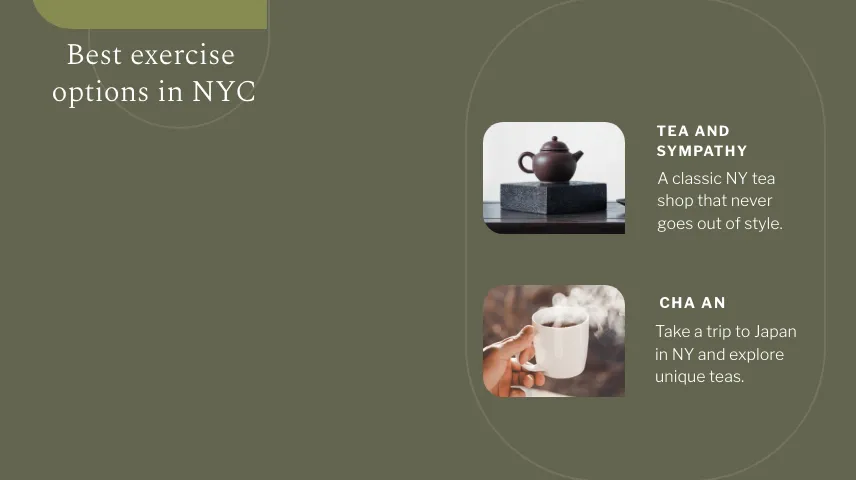 Best exercise
options in NYC
TEA AND
SYMPATHY
A classic NY tea
shop that never
goes out of style.
CHA AN
Take a trip to Japan
in NY and explore
unique teas.